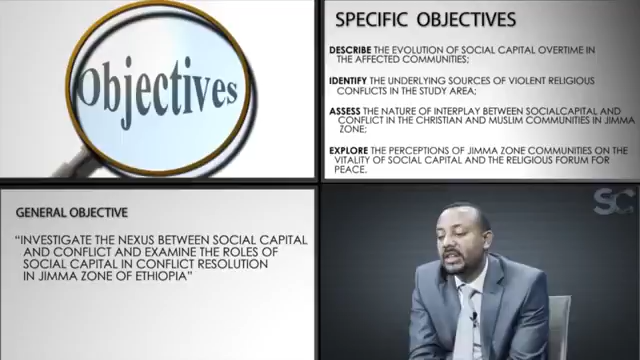 Objectives
SPECIFIC OBJECTIVES
DESCRIBE THE EVOLUTION OF SOCIAL CAPITAL OVERTIME IN
THE AFFECTED COMMUNITIES;
IDENTIFY THE UNDERLYING SOURCES OF VIOLENT RELIGIOUS
CONFLICTS IN THE STUDY AREA;
ASSESS THE NATURE OF INTERPLAY BETWEEN SOCIALCAPITAL AND
CONFLICT IN THE CHRISTIAN AND MUSLIM COMMUNITIES IN JIMMA
ZONE;
EXPLORE THE PERCEPTIONS OF JIMMA ZONE COMMUNITIES ON THE
VITALITY OF SOCIAL CAPITAL AND THE RELIGIOUS FORUM FOR
PEACE.
GENERAL OBJECTIVE
"INVESTIGATE THE NEXUS BETWEEN SOCIAL CAPITAL
AND CONFLICT AND EXAMINE THE ROLES OF
SOCIAL CAPITAL IN CONFLICT RESOLUTION
IN JIMMA ZONE OF ETHIOPIA"
SC